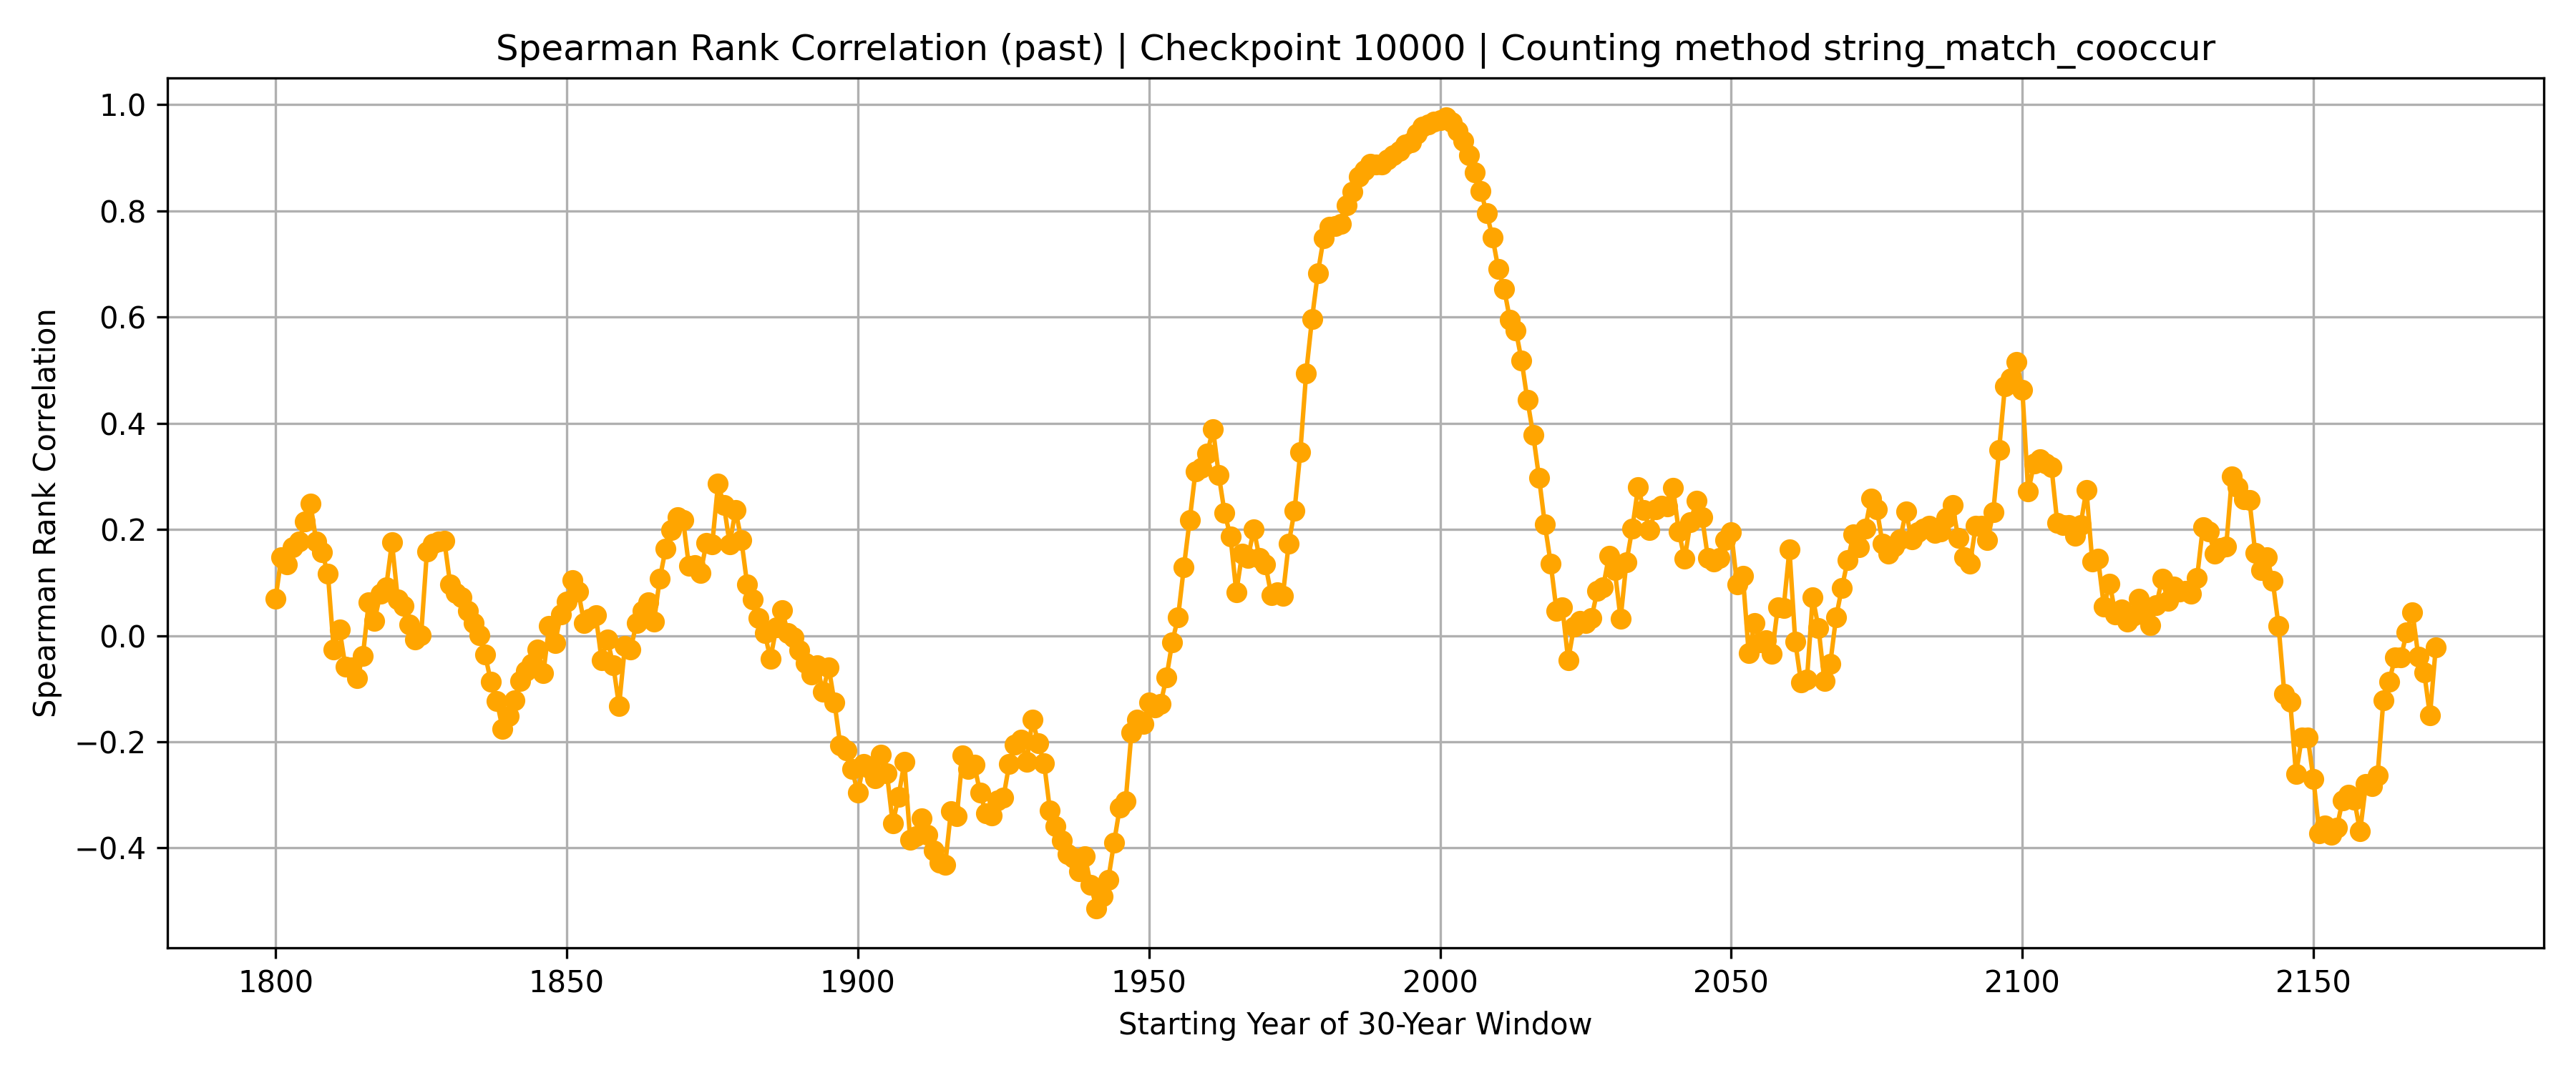 Spearman Rank Correlation (past) | Checkpoint 10000 | Counting method string_match_cooccur
Spearman Rank Correlation
1.0
0.8
0.6
0.4
0.2
0.0
−0.2
−0.4
1800 1850 1900 1950 2000 2050 2100 2150
Starting Year of 30-Year Window